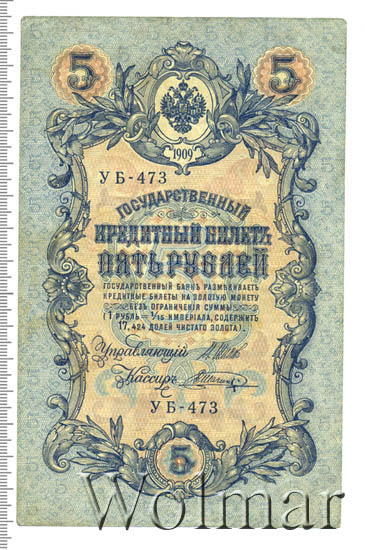 5 5
1909
УБ-473
ГОСУДАРСТВЕННЫЙ
КРЕДИТНЫЙ БИЛЕТЪ
ПЯТЬ РУБЛЕЙ
ГОСУДАРСТВЕННЫЙ БАНКЪ РАЗМѢНИВАЕТЪ
КРЕДИТНЫЕ БИЛЕТЫ НА ЗОЛОТУЮ МОНЕТУ
БЕЗЪ ОГРАНИЧЕНІЯ СУММЫ
(1 РУБЛЬ = 1/15 ИМПЕРІАЛА, СОДЕРЖИТЪ
17,424 ДОЛЕЙ ЧИСТАГО ЗОЛОТА).
Управляющій
Кассиръ
УБ-473
5
Wolmar